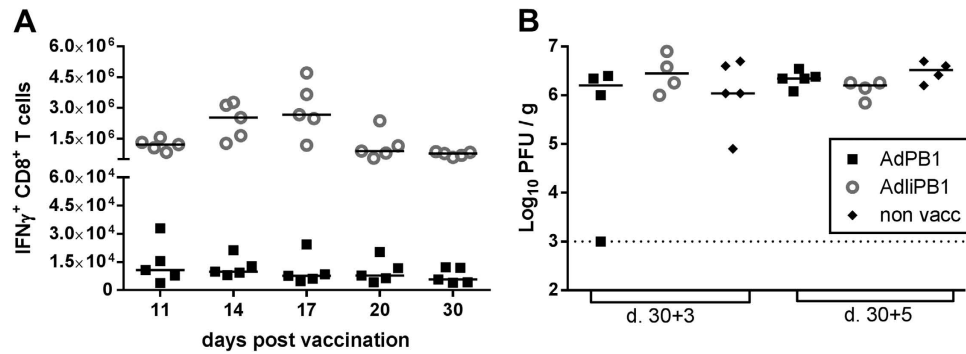 A
IFNγ⁺ CD8⁺ T cells
6.0×10⁶
4.5×10⁶
3.0×10⁶
1.5×10⁶
6.0×10⁴
4.5×10⁴
3.0×10⁴
1.5×10⁴
0
11 14 17 20 30
days post vaccination
B
Log₁₀ PFU / g
7
6
5
4
3
2
AdPB1
AdIiPB1
non vacc
d. 30+3 d. 30+5